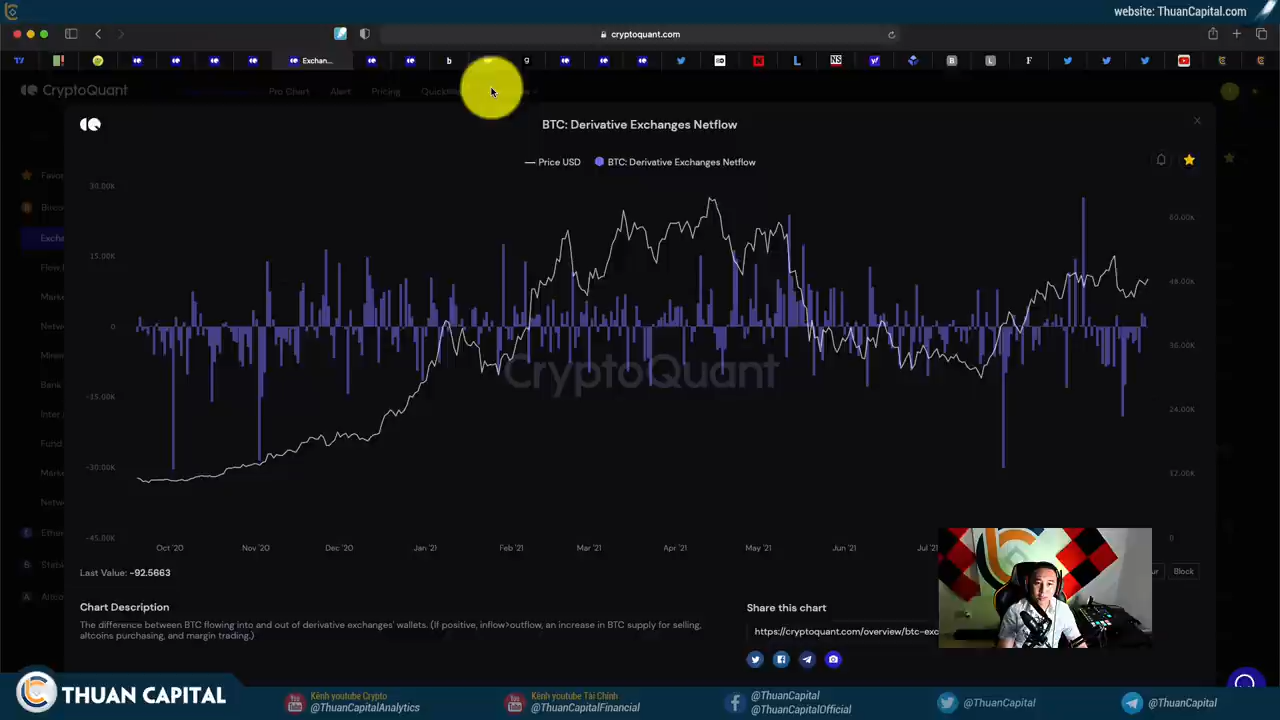 website: ThuanCapital.com
cryptoquant.com
Exchan...
CryptoQuant
Pro Chart
Alert
Pricing
BTC: Derivative Exchanges Netflow
Price USD
BTC: Derivative Exchanges Netflow
30.00K
15.00K
0
-15.00K
-30.00K
-45.00K
60.00K
48.00K
36.00K
24.00K
12.00K
0
CryptoQuant
Oct '20
Nov '20
Dec '20
Jan '21
Feb '21
Mar '21
Apr '21
May '21
Jun '21
Jul '21
Block
Last Value: -92.5663
Chart Description
The difference between BTC flowing into and out of derivative exchanges' wallets. (If positive, inflow>outflow, an increase in BTC supply for selling,
altcoins purchasing, and margin trading.)
Share this chart
https://cryptoquant.com/overview/btc-exc
THUAN CAPITAL
Kênh youtube Crypto
@ThuanCapitalAnalytics
Kênh youtube Tài Chính
@ThuanCapitalFinancial
@ThuanCapital
@ThuanCapitalOfficial
@ThuanCapital
@ThuanCapital